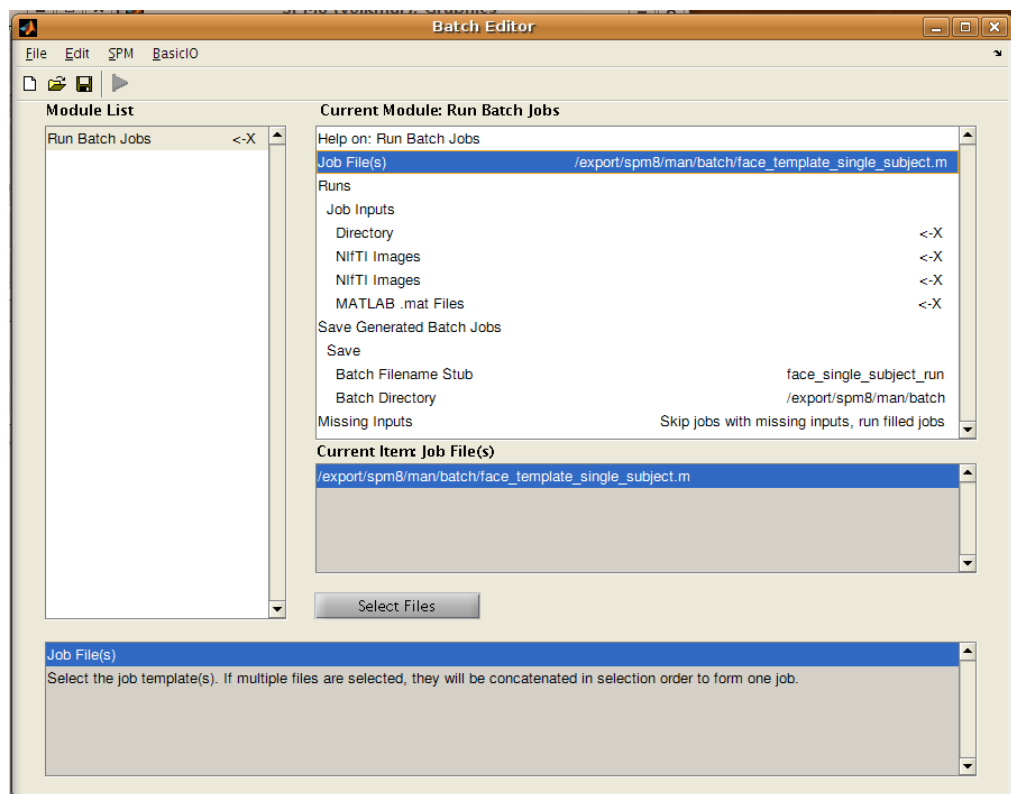 Batch Editor
File Edit SPM BasicIO
Module List
Run Batch Jobs <-X
Current Module: Run Batch Jobs
Help on: Run Batch Jobs
Job File(s) /export/spm8/man/batch/face_template_single_subject.m
Runs
Job Inputs
Directory <-X
NIfTI Images <-X
NIfTI Images <-X
MATLAB .mat Files <-X
Save Generated Batch Jobs
Save
Batch Filename Stub face_single_subject_run
Batch Directory /export/spm8/man/batch
Missing Inputs Skip jobs with missing inputs, run filled jobs
Current Item: Job File(s)
/export/spm8/man/batch/face_template_single_subject.m
Select Files
Job File(s)
Select the job template(s). If multiple files are selected, they will be concatenated in selection order to form one job.